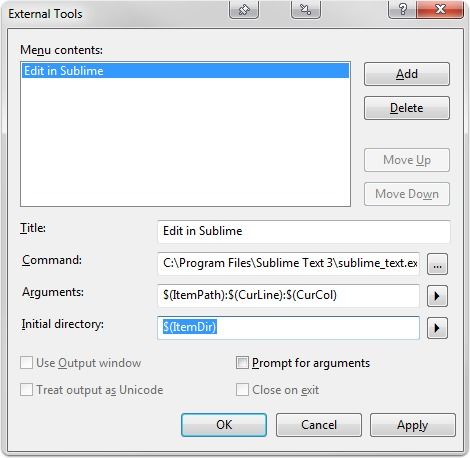 External Tools
?
Menu contents:
Edit in Sublime
Add
Delete
Move Up
Move Down
Title:
Edit in Sublime
Command:
C:\Program Files\Sublime Text 3\sublime_text.ex
...
Arguments:
$(ItemPath):$(CurLine):$(CurCol)
Initial directory:
$(ItemDir)
Use Output window
Prompt for arguments
Treat output as Unicode
Close on exit
OK
Cancel
Apply